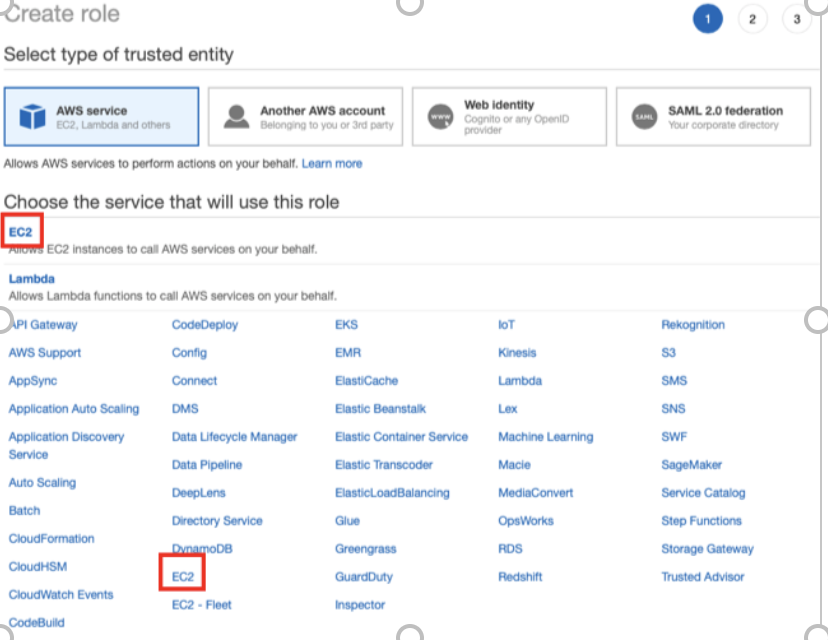 Create role
1 2 3
Select type of trusted entity
AWS service
EC2, Lambda and others
Another AWS account
Belonging to you or 3rd party
WWW
Web identity
Cognito or any OpenID
provider
SAML
SAML 2.0 federation
Your corporate directory
Allows AWS services to perform actions on your behalf. Learn more
Choose the service that will use this role
EC2
Allows EC2 instances to call AWS services on your behalf.
Lambda
Allows Lambda functions to call AWS services on your behalf.
API Gateway
AWS Support
AppSync
Application Auto Scaling
Application Discovery
Service
Auto Scaling
Batch
CloudFormation
CloudHSM
CloudWatch Events
CodeBuild
CodeDeploy
Config
Connect
DMS
Data Lifecycle Manager
Data Pipeline
DeepLens
Directory Service
DynamoDB
EC2
EC2 - Fleet
EKS
EMR
ElastiCache
Elastic Beanstalk
Elastic Container Service
Elastic Transcoder
ElasticLoadBalancing
Glue
Greengrass
GuardDuty
Inspector
IoT
Kinesis
Lambda
Lex
Machine Learning
Macie
MediaConvert
OpsWorks
RDS
Redshift
Rekognition
S3
SMS
SNS
SWF
SageMaker
Service Catalog
Step Functions
Storage Gateway
Trusted Advisor